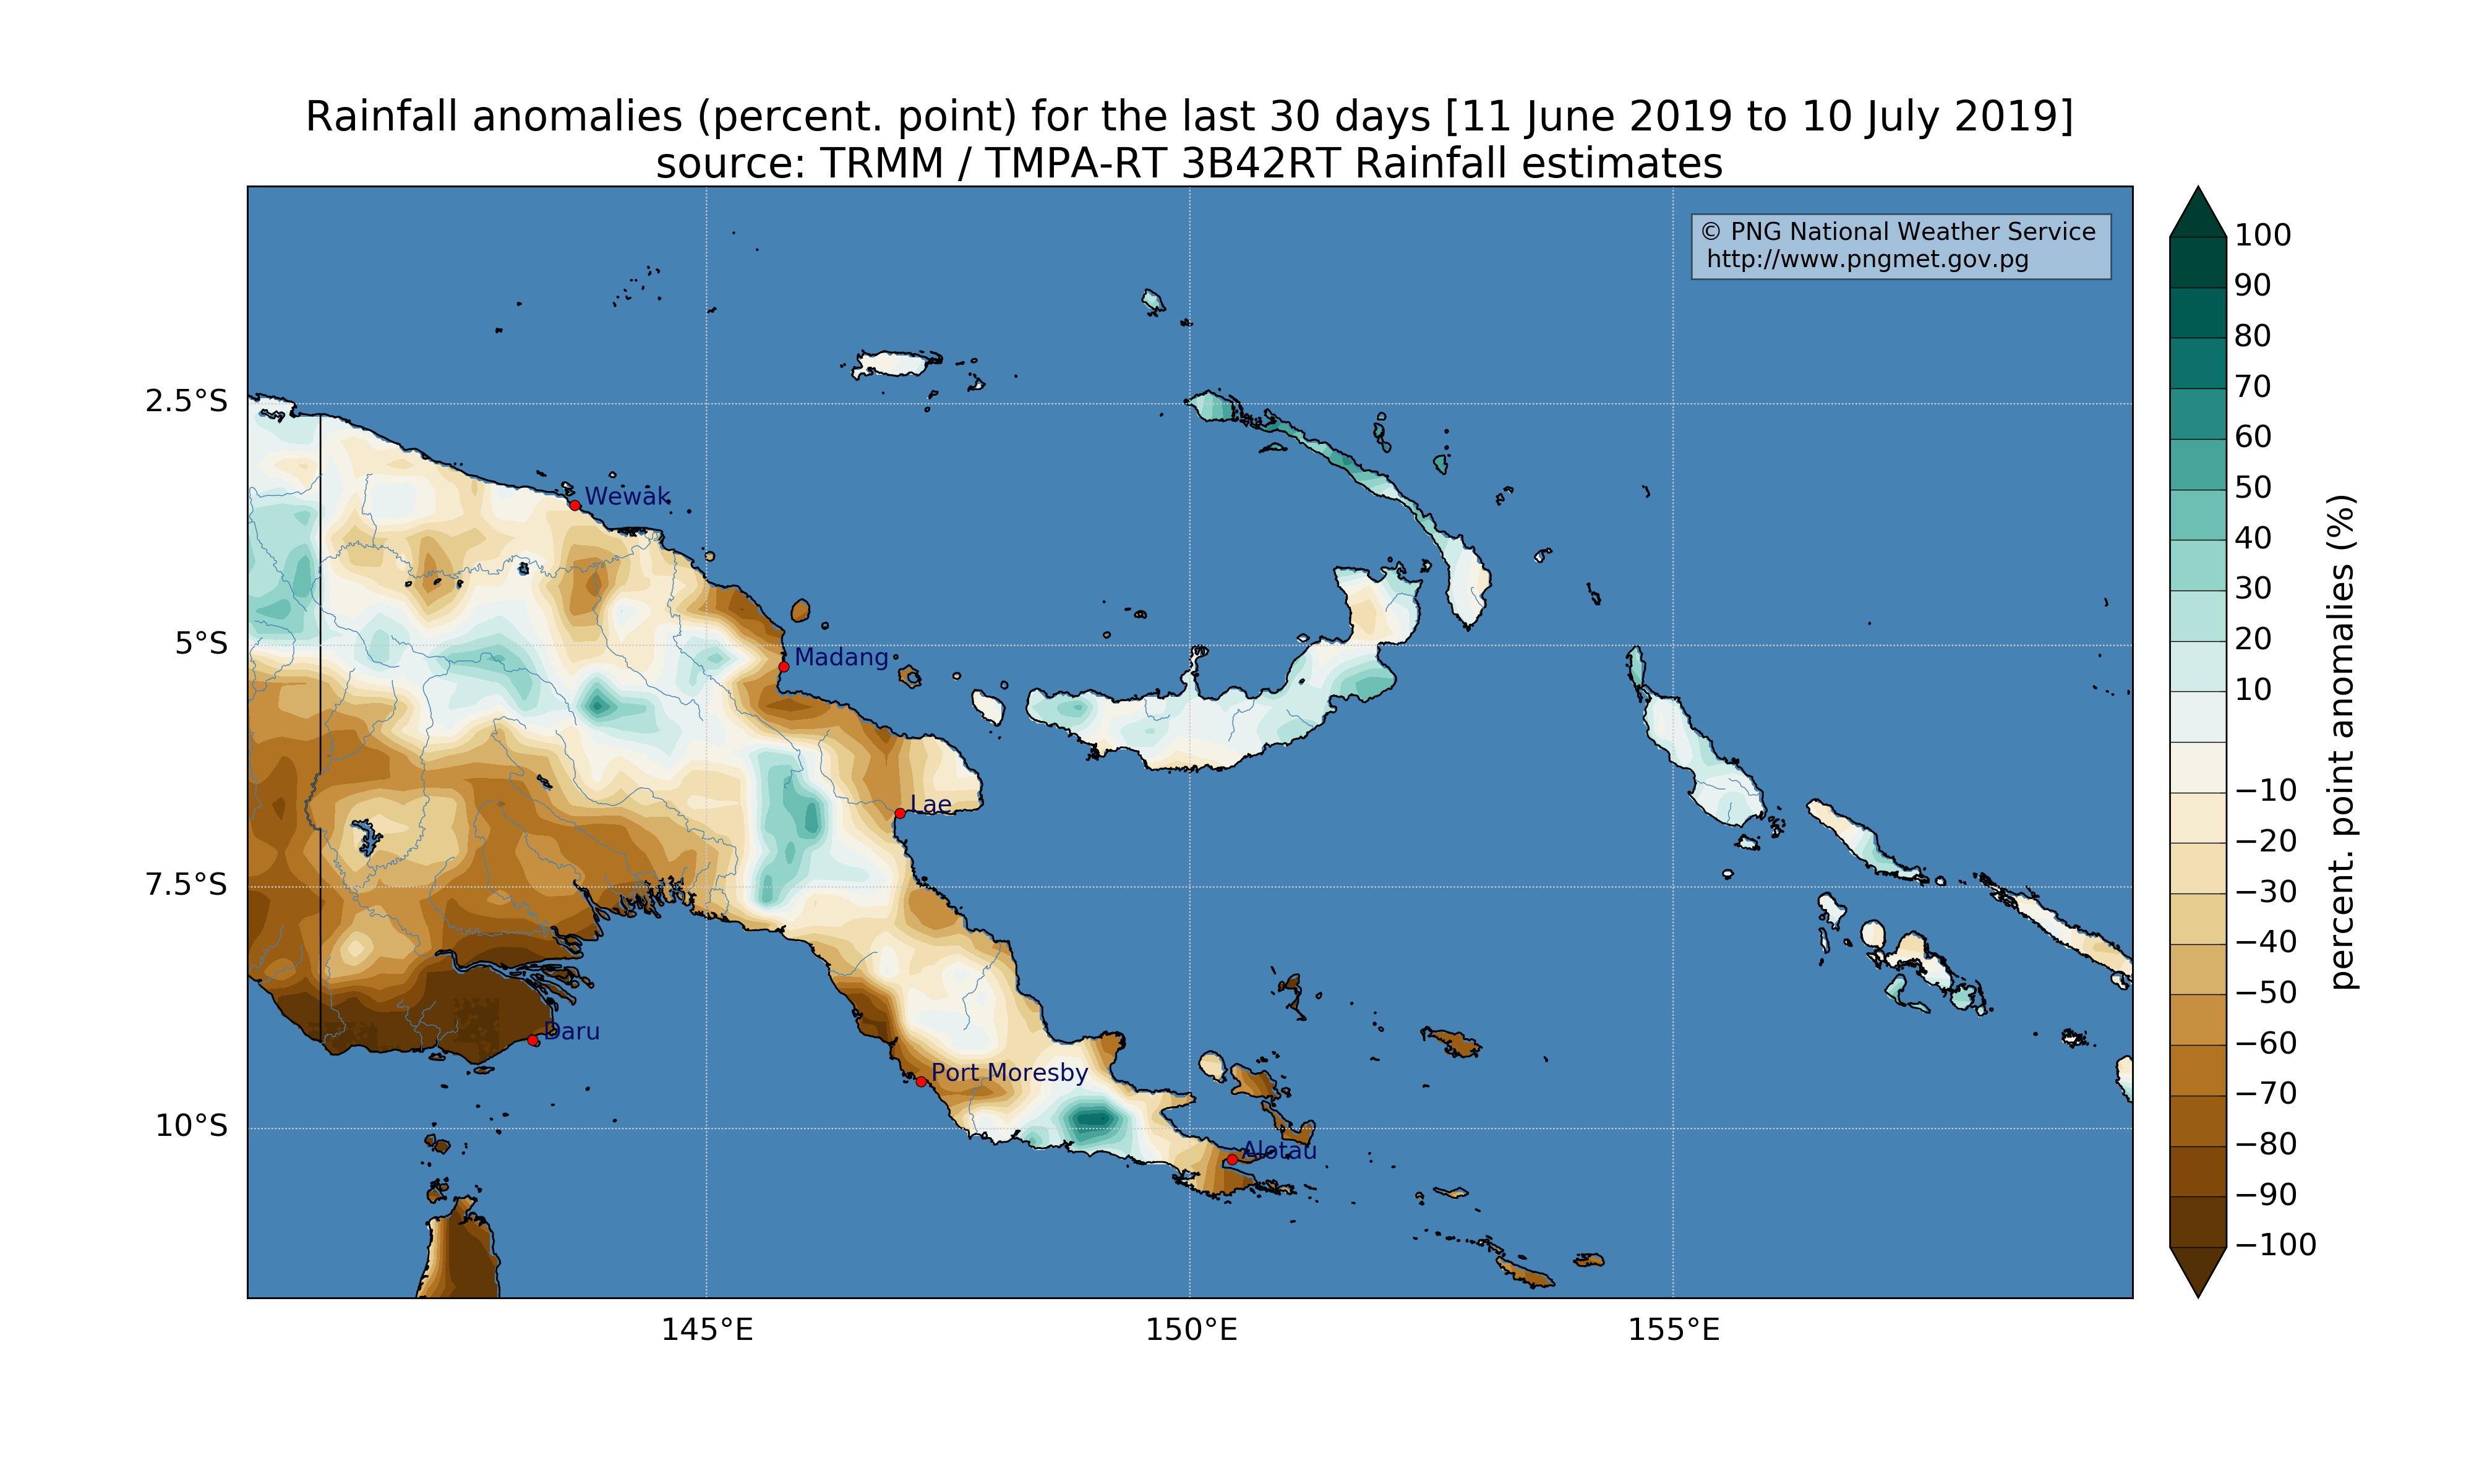 Rainfall anomalies (percent. point) for the last 30 days [11 June 2019 to 10 July 2019]
source: TRMM / TMPA-RT 3B42RT Rainfall estimates
© PNG National Weather Service
http://www.pngmet.gov.pg
100
90
80
70
60
50
40
30
20
10
−10
−20
−30
−40
−50
−60
−70
−80
−90
−100
percent. point anomalies (%)
2.5°S
5°S
7.5°S
10°S
Wewak
Madang
Lae
Daru
Port Moresby
Alotau
145°E
150°E
155°E